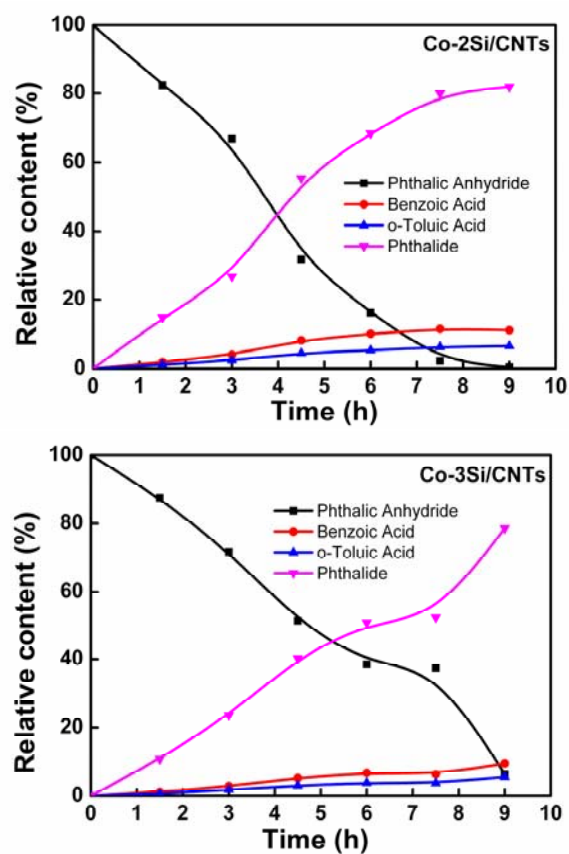 Co-2Si/CNTs
Relative content (%)
100
80
60
40
20
0
Phthalic Anhydride
Benzoic Acid
o-Toluic Acid
Phthalide
0 1 2 3 4 5 6 7 8 9 10
Time (h)
Co-3Si/CNTs
Relative content (%)
100
80
60
40
20
0
Phthalic Anhydride
Benzoic Acid
o-Toluic Acid
Phthalide
0 1 2 3 4 5 6 7 8 9 10
Time (h)